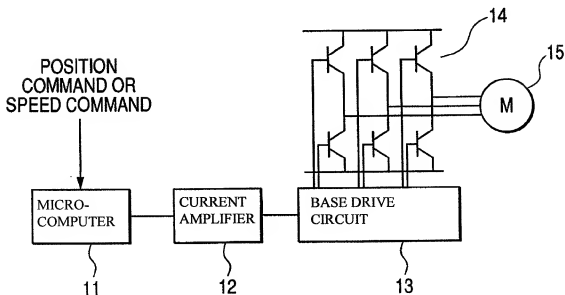 14
15
POSITION
COMMAND OR
SPEED COMMAND
M
MICRO-
COMPUTER
CURRENT
AMPLIFIER
BASE DRIVE
CIRCUIT
11
12
13